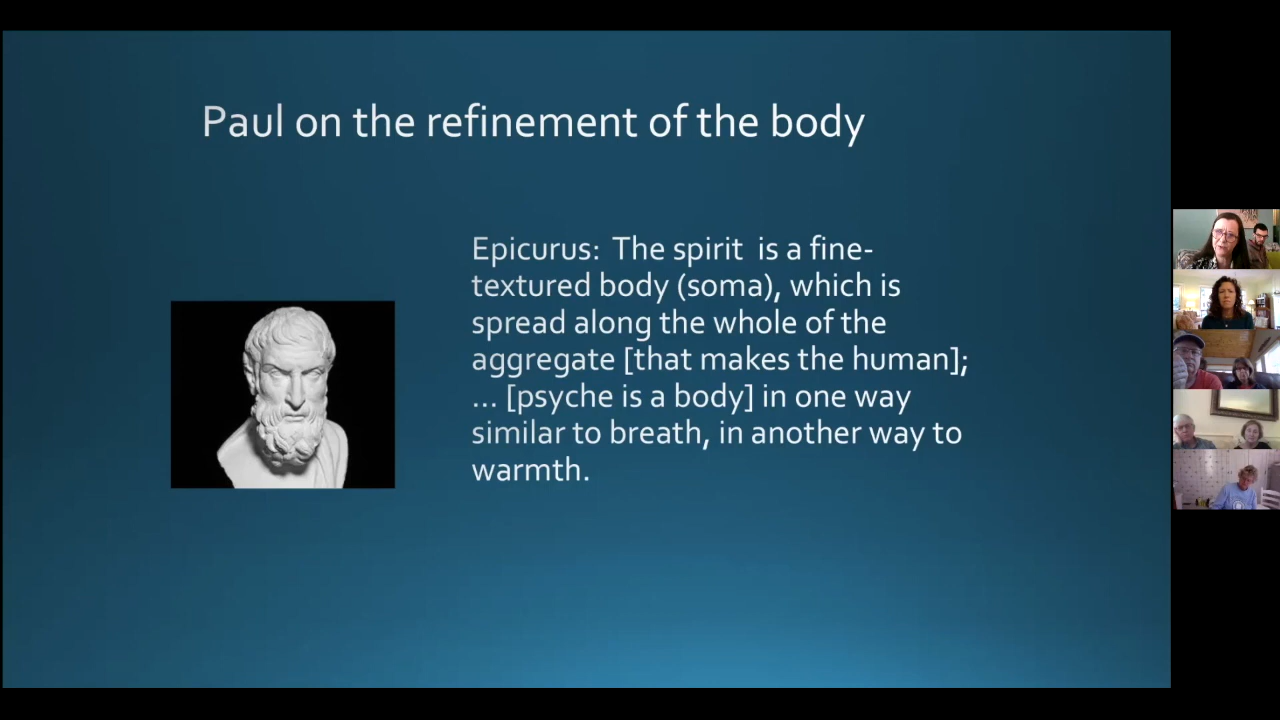 Paul on the refinement of the body
Epicurus: The spirit is a fine-
textured body (soma), which is
spread along the whole of the
aggregate [that makes the human];
... [psyche is a body] in one way
similar to breath, in another way to
warmth.